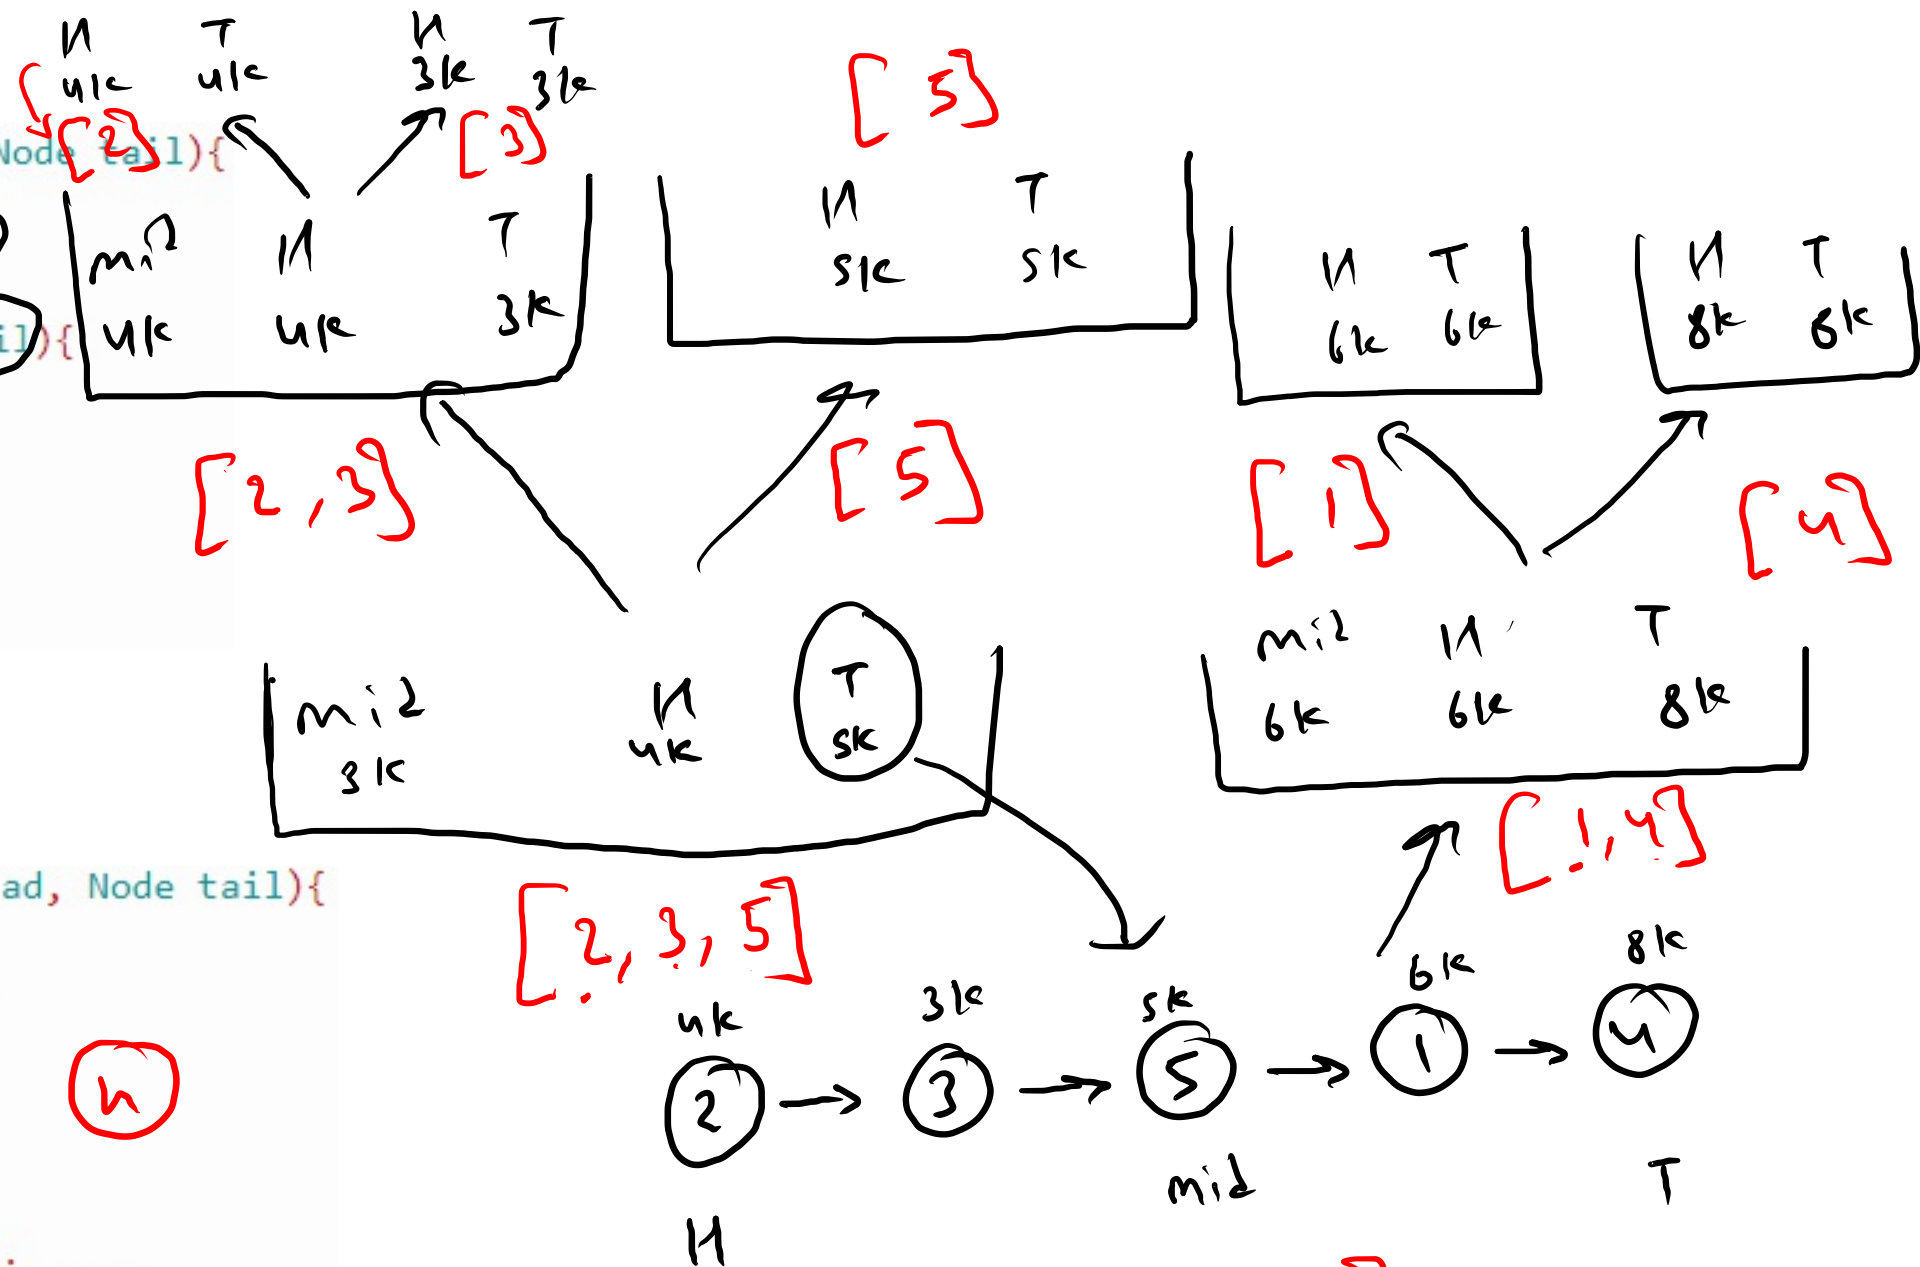 H T H T
4k 4k 3k 3k
[2] [3] [5]
Node tail){
mid H T
4k 4k 3k
H T
5k 5k
H T
6k 6k
H T
8k 8k
il){
[2,3] [5] [1] [4]
mid H T
3k 4k 5k
mid H T
6k 6k 8k
[1,4]
ad, Node tail){
[2,3,5]
4k 3k 5k 6k 8k
2 → 3 → 5 → 1 → 4
n
H mid T